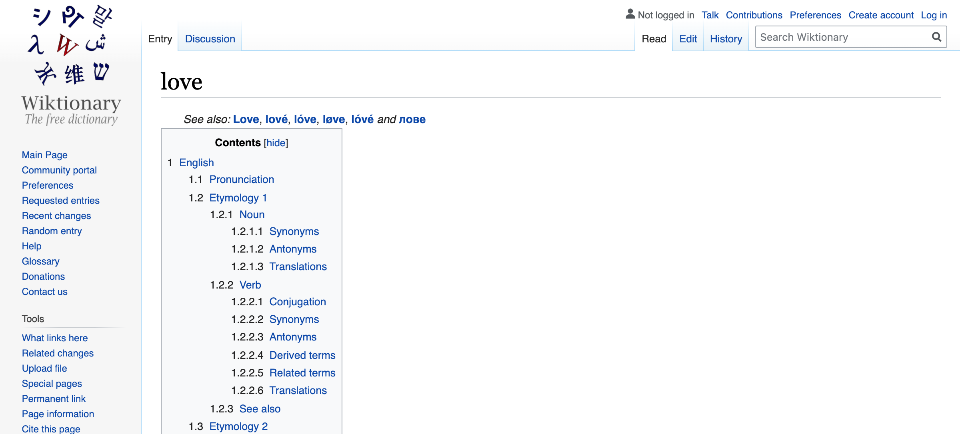 Not logged in Talk Contributions Preferences Create account Log in
Entry Discussion Read Edit History Search Wiktionary
シ Ру 말
λ W ش
क 维 ש
Wiktionary
The free dictionary
Main Page
Community portal
Preferences
Requested entries
Recent changes
Random entry
Help
Glossary
Donations
Contact us
Tools
What links here
Related changes
Upload file
Special pages
Permanent link
Page information
Cite this page
love
See also: Love, lové, lóve, løve, lóvé and лове
Contents [hide]
1 English
1.1 Pronunciation
1.2 Etymology 1
1.2.1 Noun
1.2.1.1 Synonyms
1.2.1.2 Antonyms
1.2.1.3 Translations
1.2.2 Verb
1.2.2.1 Conjugation
1.2.2.2 Synonyms
1.2.2.3 Antonyms
1.2.2.4 Derived terms
1.2.2.5 Related terms
1.2.2.6 Translations
1.2.3 See also
1.3 Etymology 2